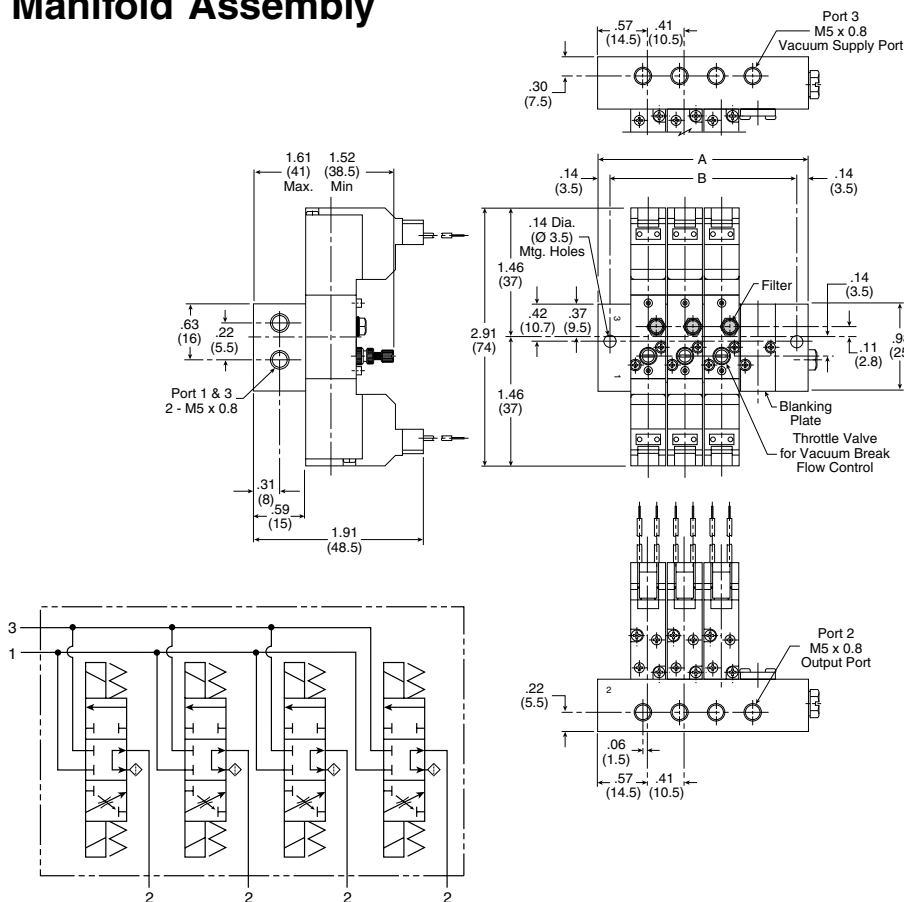 Manifold Assembly
.57
(14.5)
.41
(10.5)
Port 3
M5 x 0.8
Vacuum Supply Port
.30
(7.5)
1.61
(41)
Max.
1.52
(38.5)
Min
.14
(3.5)
A
B
.14
(3.5)
.14 Dia.
(Ø 3.5)
Mtg. Holes
1.46
(37)
Filter
.14
(3.5)
.63
(16)
.22
(5.5)
2.91
(74)
.42
(10.7)
.37
(9.5)
3
1
.11
(2.8)
Port 1 & 3
2 - M5 x 0.8
1.46
(37)
Blanking
Plate
Throttle Valve
for Vacuum Break
Flow Control
.31
(8)
.59
(15)
1.91
(48.5)
3
1
2
2
2
2
Port 2
M5 x 0.8
Output Port
2
.22
(5.5)
.06
(1.5)
.57
(14.5)
.41
(10.5)